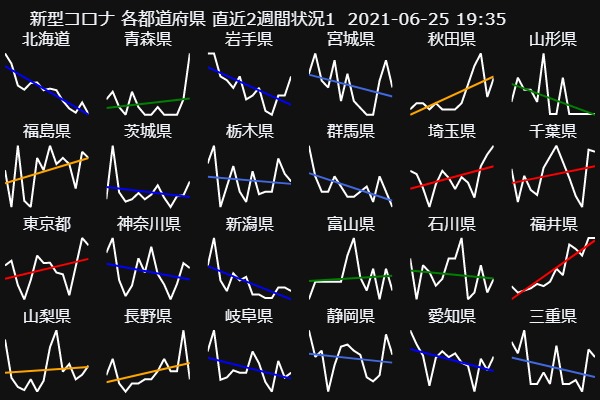 新型コロナ 各都道府県 直近2週間状況1 2021-06-25 19:35
北海道 青森県 岩手県 宮城県 秋田県 山形県
福島県 茨城県 栃木県 群馬県 埼玉県 千葉県
東京都 神奈川県 新潟県 富山県 石川県 福井県
山梨県 長野県 岐阜県 静岡県 愛知県 三重県